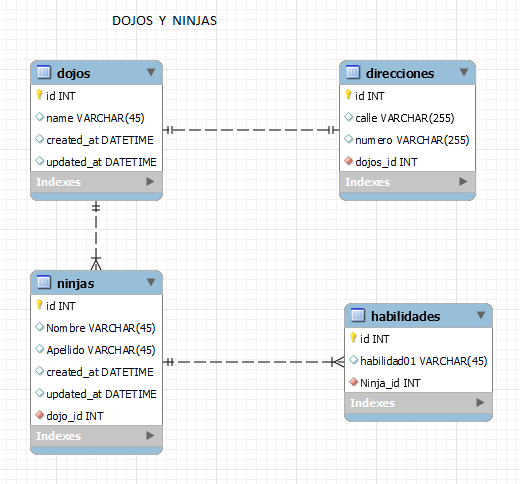 DOJOS Y NINJAS
dojos
id INT
name VARCHAR(45)
created_at DATETIME
updated_at DATETIME
Indexes
direcciones
id INT
calle VARCHAR(255)
numero VARCHAR(255)
dojos_id INT
Indexes
ninjas
id INT
Nombre VARCHAR(45)
Apellido VARCHAR(45)
created_at DATETIME
updated_at DATETIME
dojo_id INT
Indexes
habilidades
id INT
habilidad01 VARCHAR(45)
Ninja_id INT
Indexes